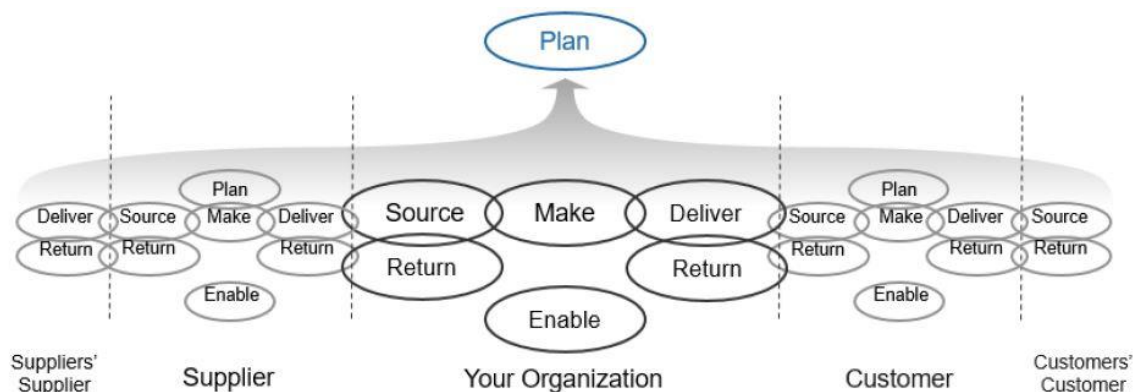 Plan
Plan
Plan
Deliver Source Make Deliver Source Make Deliver Source Make Deliver Source
Return Return Return Return Return Return Return Return
Enable Enable Enable
Suppliers' Supplier Supplier Your Organization Customer Customers' Customer